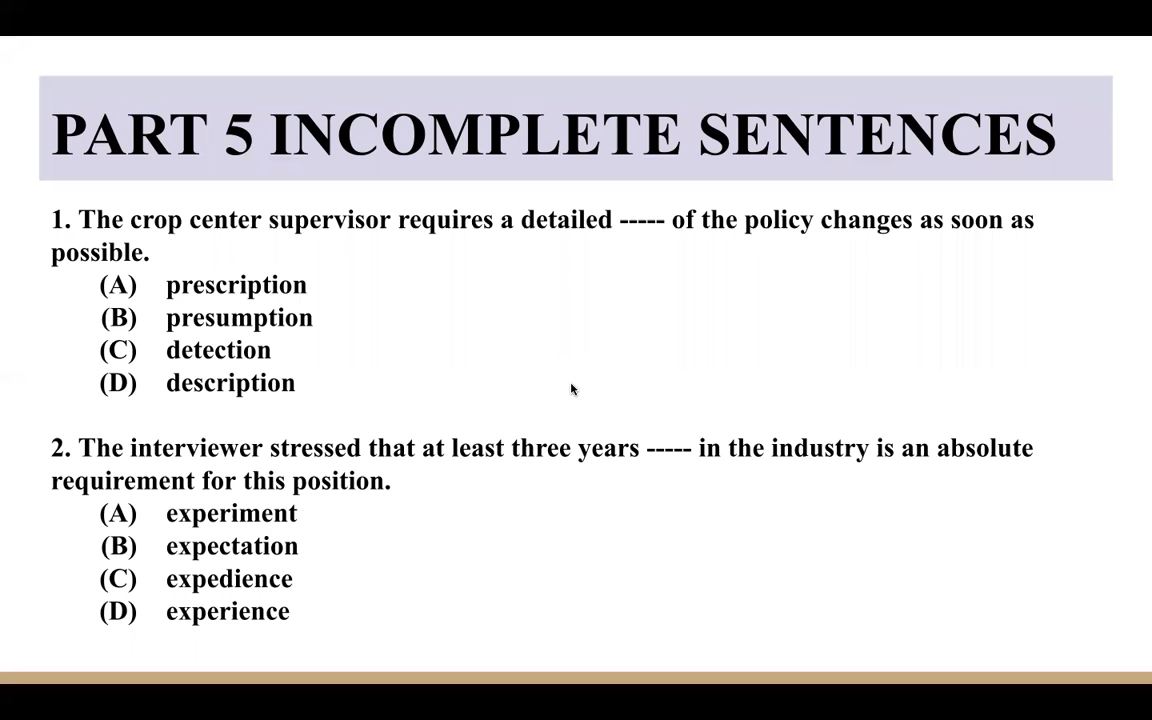 PART 5 INCOMPLETE SENTENCES
1. The crop center supervisor requires a detailed ----- of the policy changes as soon as
possible.
(A) prescription
(B) presumption
(C) detection
(D) description
2. The interviewer stressed that at least three years ----- in the industry is an absolute
requirement for this position.
(A) experiment
(B) expectation
(C) expedience
(D) experience